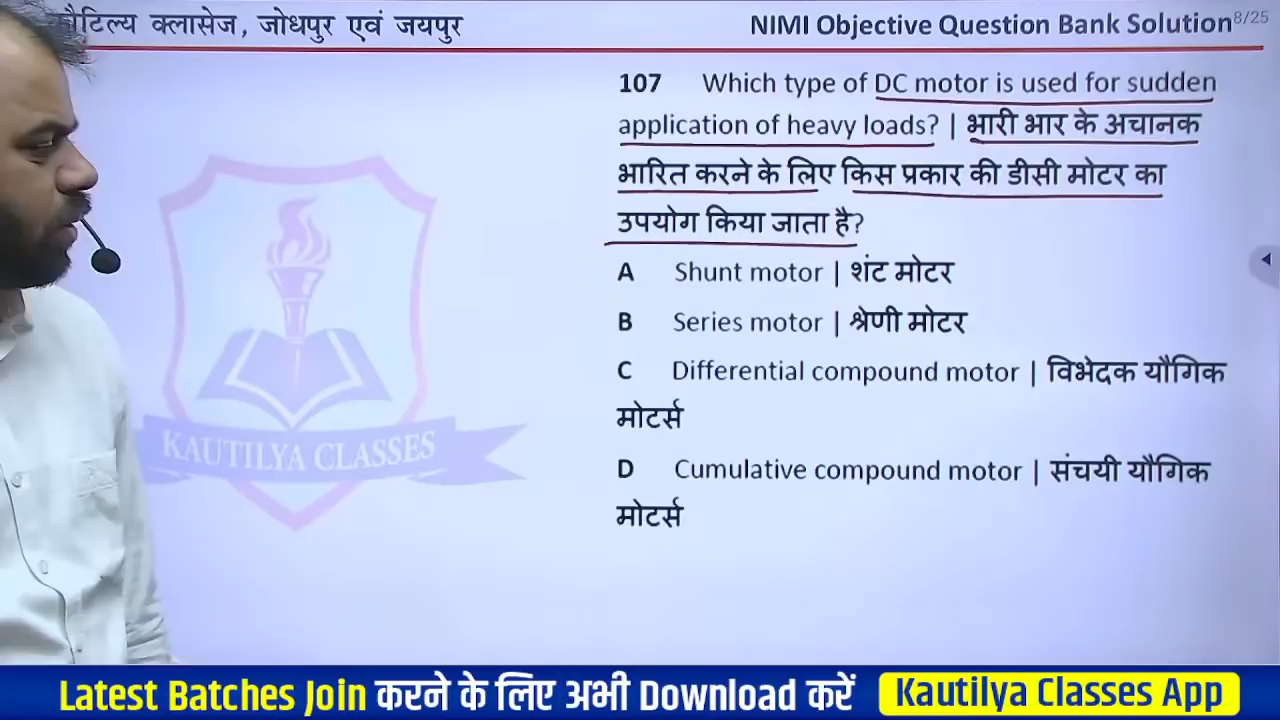 कौटिल्य क्लासेज, जोधपुर एवं जयपुर
NIMI Objective Question Bank Solution
8/25
107 Which type of DC motor is used for sudden
application of heavy loads? | भारी भार के अचानक
भारित करने के लिए किस प्रकार की डीसी मोटर का
उपयोग किया जाता है?
A Shunt motor | शंट मोटर
B Series motor | श्रेणी मोटर
C Differential compound motor | विभेदक यौगिक
मोटर्स
D Cumulative compound motor | संचयी यौगिक
मोटर्स
KAUTILYA CLASSES
Latest Batches Join करने के लिए अभी Download करें
Kautilya Classes App